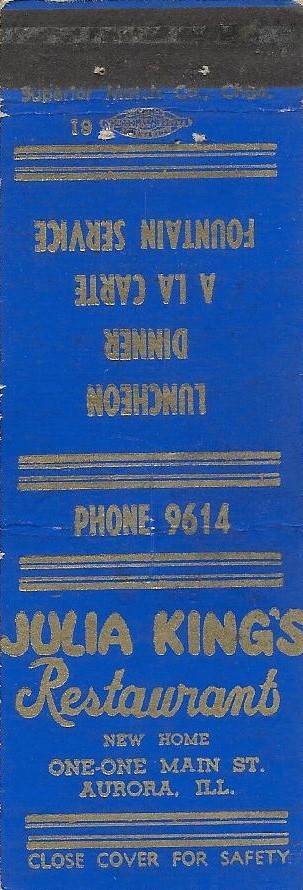 Superior Match Co., Chgo.
19
LUNCHEON
DINNER
A LA CARTE
FOUNTAIN SERVICE
PHONE 9614
JULIA KING'S
Restaurant
NEW HOME
ONE-ONE MAIN ST.
AURORA, ILL.
CLOSE COVER FOR SAFETY